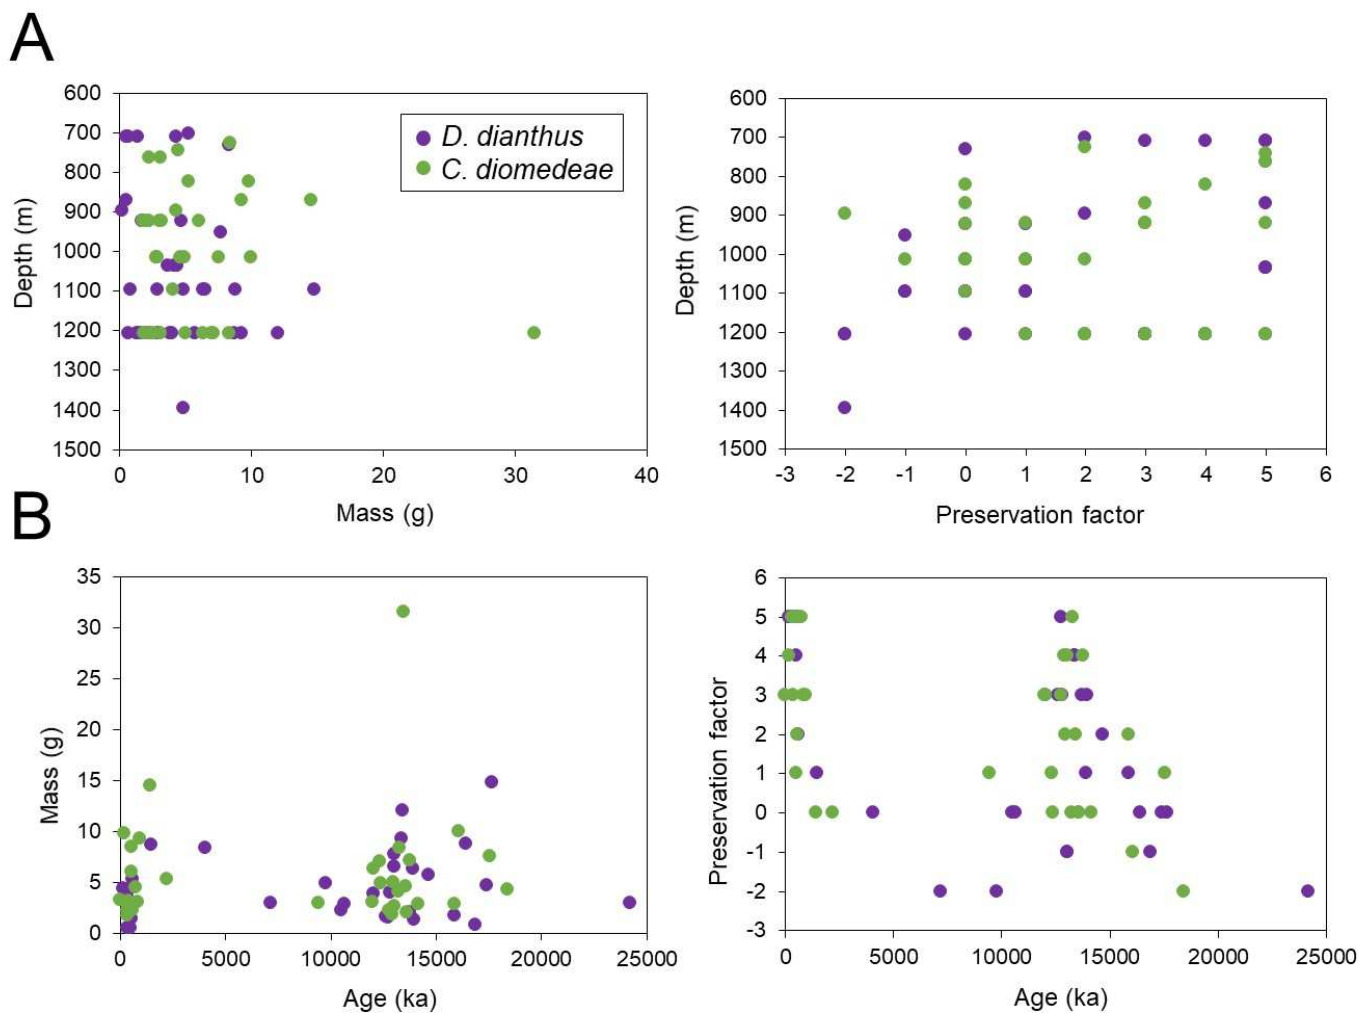 A
600
700
800
900
1000
1100
1200
1300
1400
1500
Depth (m)
D. dianthus
C. diomedeae
0 10 20 30 40
Mass (g)
600
700
800
900
1000
1100
1200
1300
1400
1500
Depth (m)
-3 -2 -1 0 1 2 3 4 5 6
Preservation factor
B
35
30
25
20
15
10
5
0
Mass (g)
0 5000 10000 15000 20000 25000
Age (ka)
6
5
4
3
2
1
0
-1
-2
-3
Preservation factor
0 5000 10000 15000 20000 25000
Age (ka)